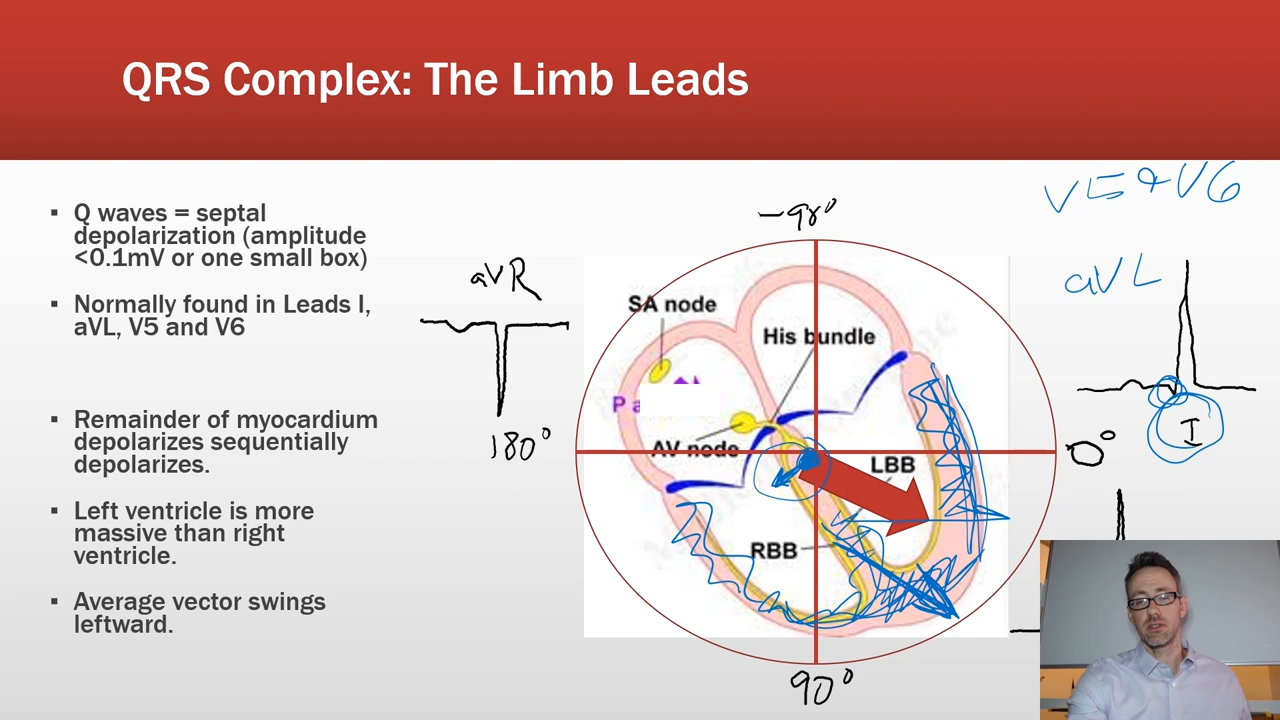 QRS Complex: The Limb Leads
▪ Q waves = septal
depolarization (amplitude
<0.1mV or one small box)
▪ Normally found in Leads I,
aVL, V5 and V6
▪ Remainder of myocardium
depolarizes sequentially
depolarizes.
▪ Left ventricle is more
massive than right
ventricle.
▪ Average vector swings
leftward.
aVR
180°
-90°
SA node
His bundle
P a
AV node
LBB
RBB
90°
V5 & V6
aVL
I
0°